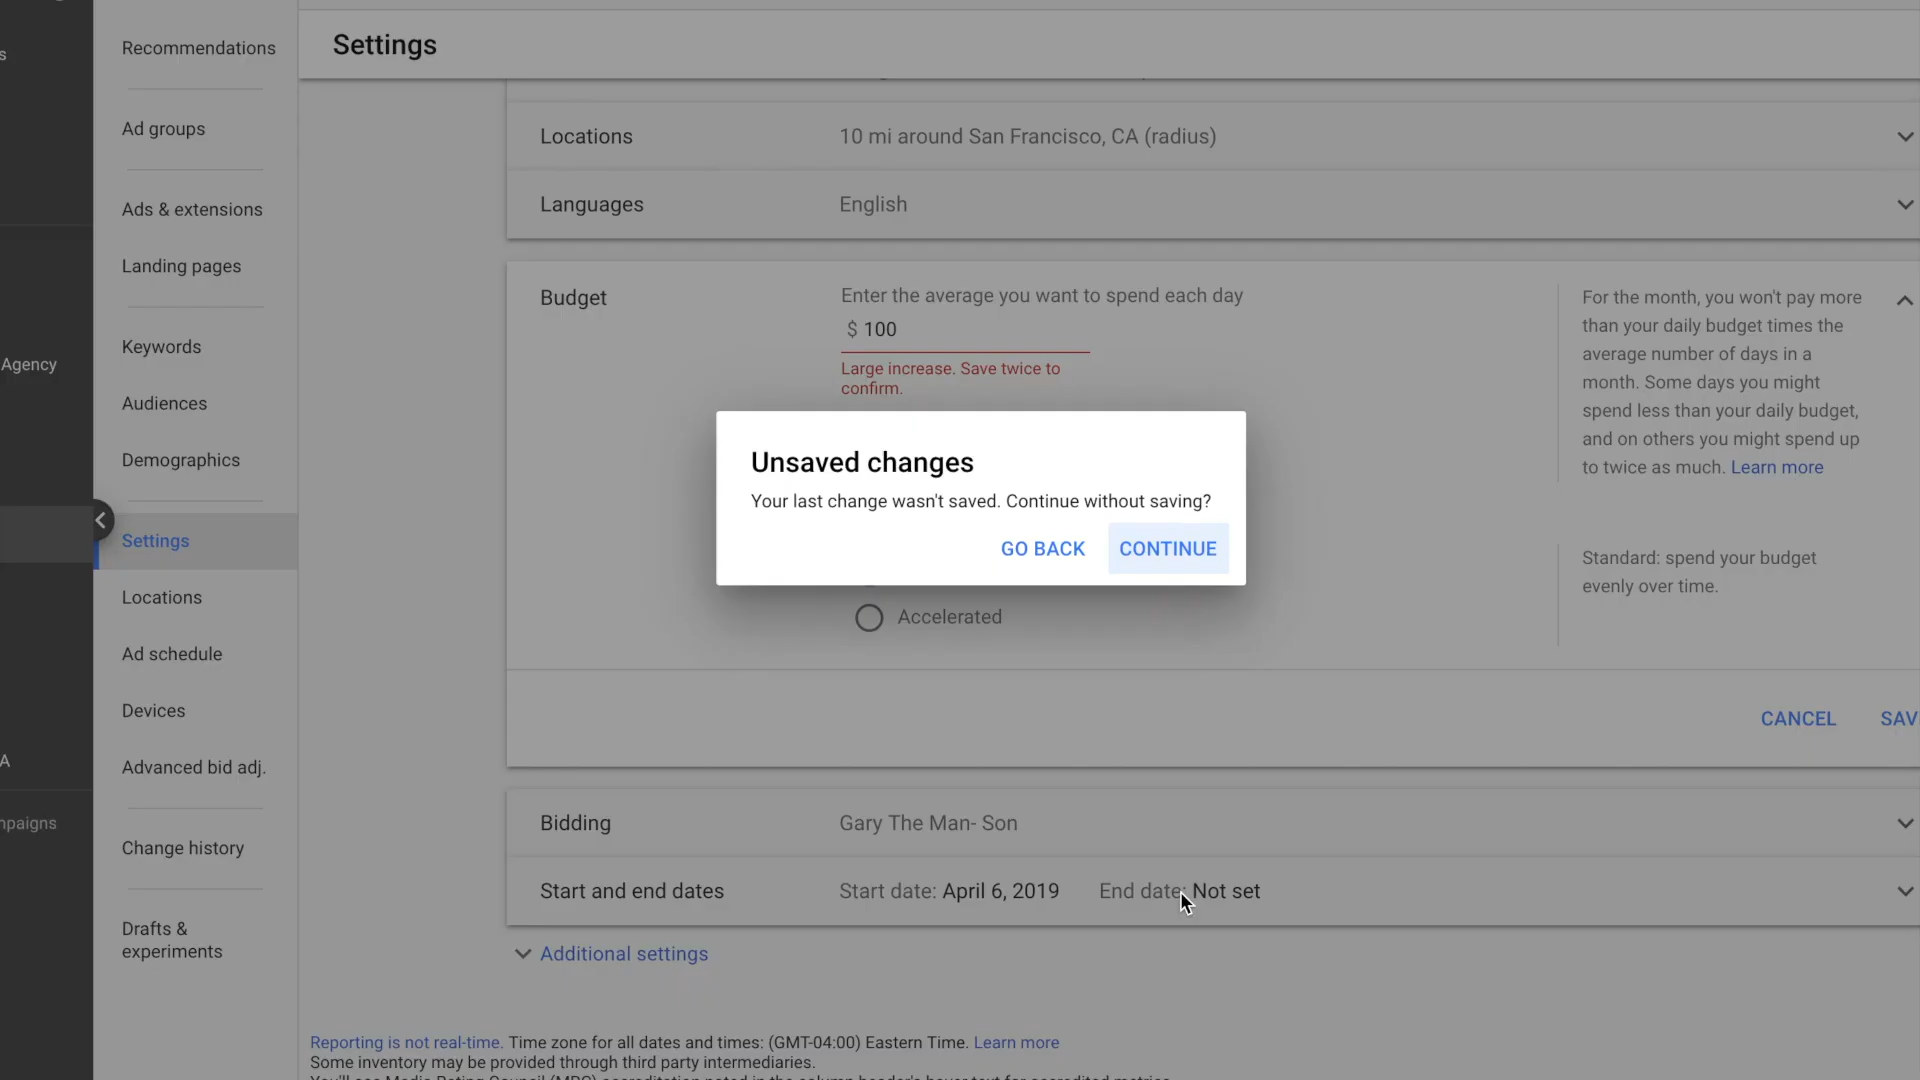 Recommendations
Settings
s
Ad groups
Locations
10 mi around San Francisco, CA (radius)
Ads & extensions
Languages
English
Landing pages
Budget
Enter the average you want to spend each day
$ 100
Large increase. Save twice to
confirm.
For the month, you won't pay more
than your daily budget times the
average number of days in a
month. Some days you might
spend less than your daily budget,
and on others you might spend up
to twice as much. Learn more
Keywords
Agency
Audiences
Demographics
Unsaved changes
Your last change wasn't saved. Continue without saving?
GO BACK
CONTINUE
Settings
Standard: spend your budget
evenly over time.
Locations
Accelerated
Ad schedule
Devices
CANCEL
SAV
A
Advanced bid adj.
mpaigns
Bidding
Gary The Man- Son
Change history
Start and end dates
Start date: April 6, 2019
End date: Not set
Drafts &
experiments
Additional settings
Reporting is not real-time. Time zone for all dates and times: (GMT-04:00) Eastern Time. Learn more
Some inventory may be provided through third party intermediaries.